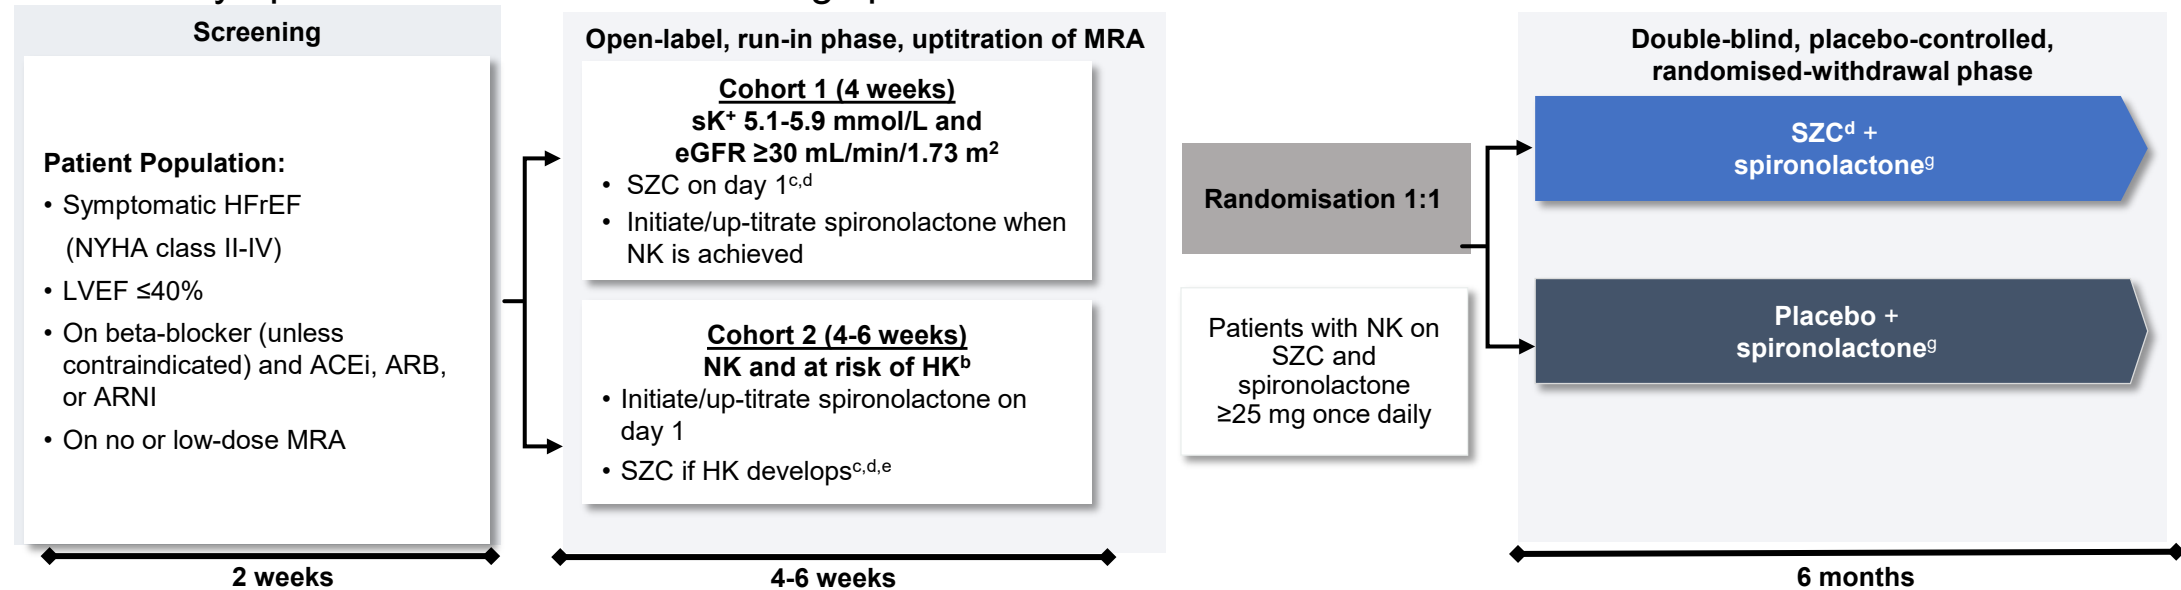 Screening
Patient Population:
• Symptomatic HFrEF
(NYHA class II-IV)
• LVEF ≤40%
• On beta-blocker (unless
contraindicated) and ACEi, ARB,
or ARNI
• On no or low-dose MRA
2 weeks
Open-label, run-in phase, uptitration of MRA
Cohort 1 (4 weeks)
sK⁺ 5.1-5.9 mmol/L and
eGFR ≥30 mL/min/1.73 m²
• SZC on day 1ᶜ,ᵈ
• Initiate/up-titrate spironolactone when
NK is achieved
Cohort 2 (4-6 weeks)
NK and at risk of HKᵇ
• Initiate/up-titrate spironolactone on
day 1
• SZC if HK developsᶜ,ᵈ,ᵉ
4-6 weeks
Randomisation 1:1
Patients with NK on
SZC and
spironolactone
≥25 mg once daily
Double-blind, placebo-controlled,
randomised-withdrawal phase
SZCᵈ +
spironolactoneᵍ
Placebo +
spironolactoneᵍ
6 months